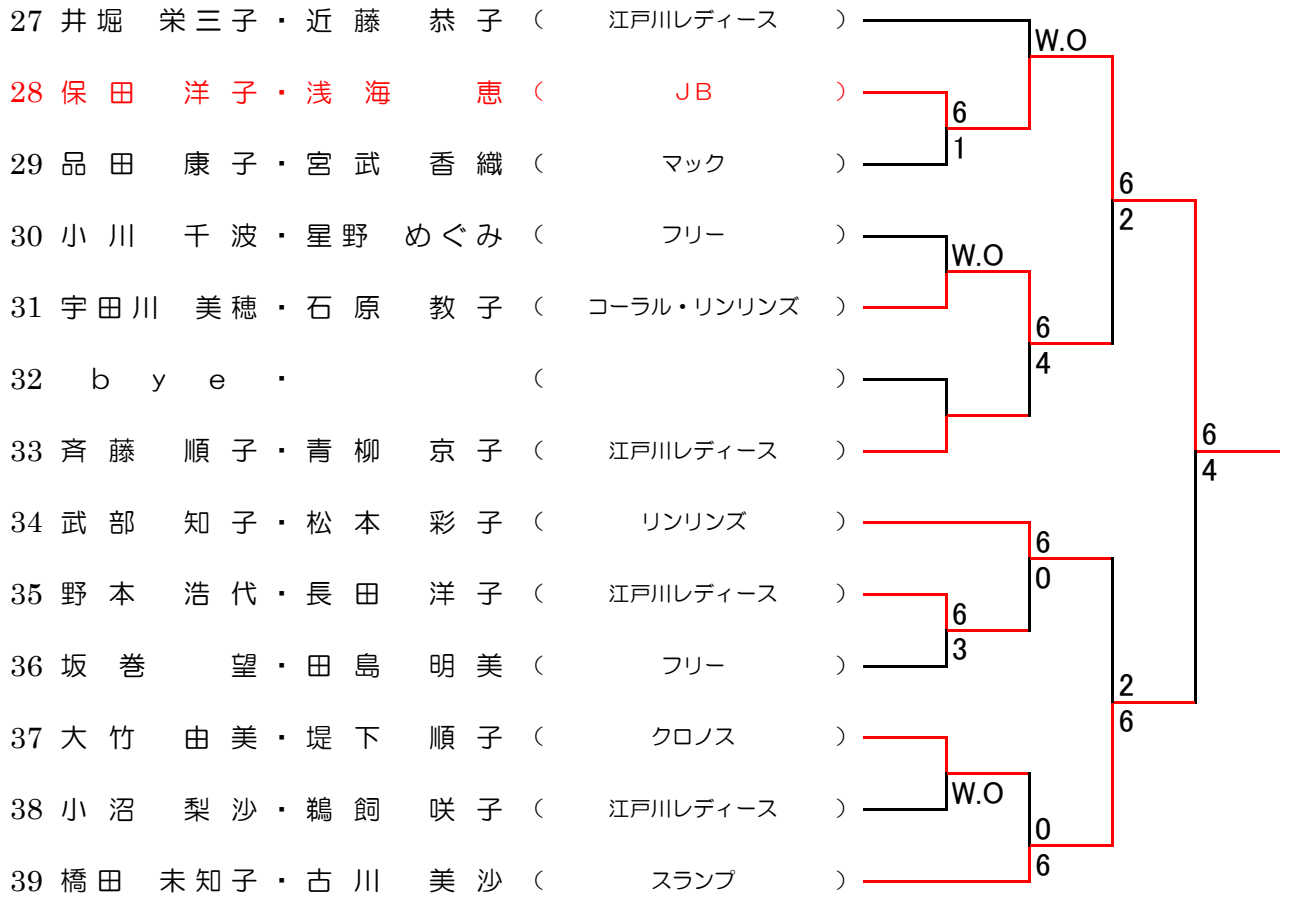 27 井堀 栄三子・近藤 恭子 ( 江戸川レディース )
W.O
28 保田 洋子・浅海 恵 ( JB )
6
1
29 品田 康子・宮武 香織 ( マック )
6
2
30 小川 千波・星野 めぐみ ( フリー )
W.O
31 宇田川 美穂・石原 教子 ( コーラル・リンリンズ )
6
4
32 bye ・ ( )
33 斉藤 順子・青柳 京子 ( 江戸川レディース )
6
4
34 武部 知子・松本 彩子 ( リンリンズ )
6
0
35 野本 浩代・長田 洋子 ( 江戸川レディース )
6
3
36 坂巻 望・田島 明美 ( フリー )
2
6
37 大竹 由美・堤下 順子 ( クロノス )
W.O
38 小沼 梨沙・鵜飼 咲子 ( 江戸川レディース )
0
6
39 橋田 未知子・古川 美沙 ( スランプ )